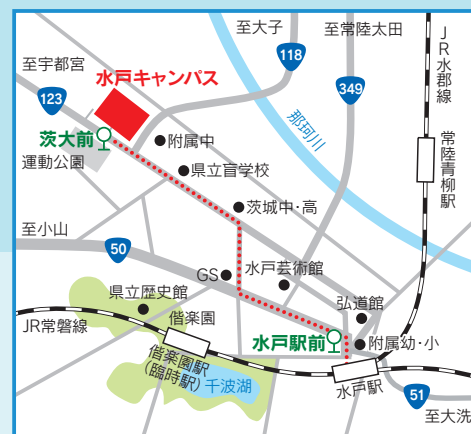 至大子
至常陸太田
JR水郡線
118
至宇都宮
水戸キャンパス
349
123
那珂川
茨大前
附属中
常陸青柳駅
運動公園
県立盲学校
茨城中・高
至小山
50
GS
水戸芸術館
弘道館
県立歴史館
偕楽園
JR常磐線
水戸駅前
附属幼・小
偕楽園駅
(臨時駅)
千波湖
水戸駅
51
至大洗